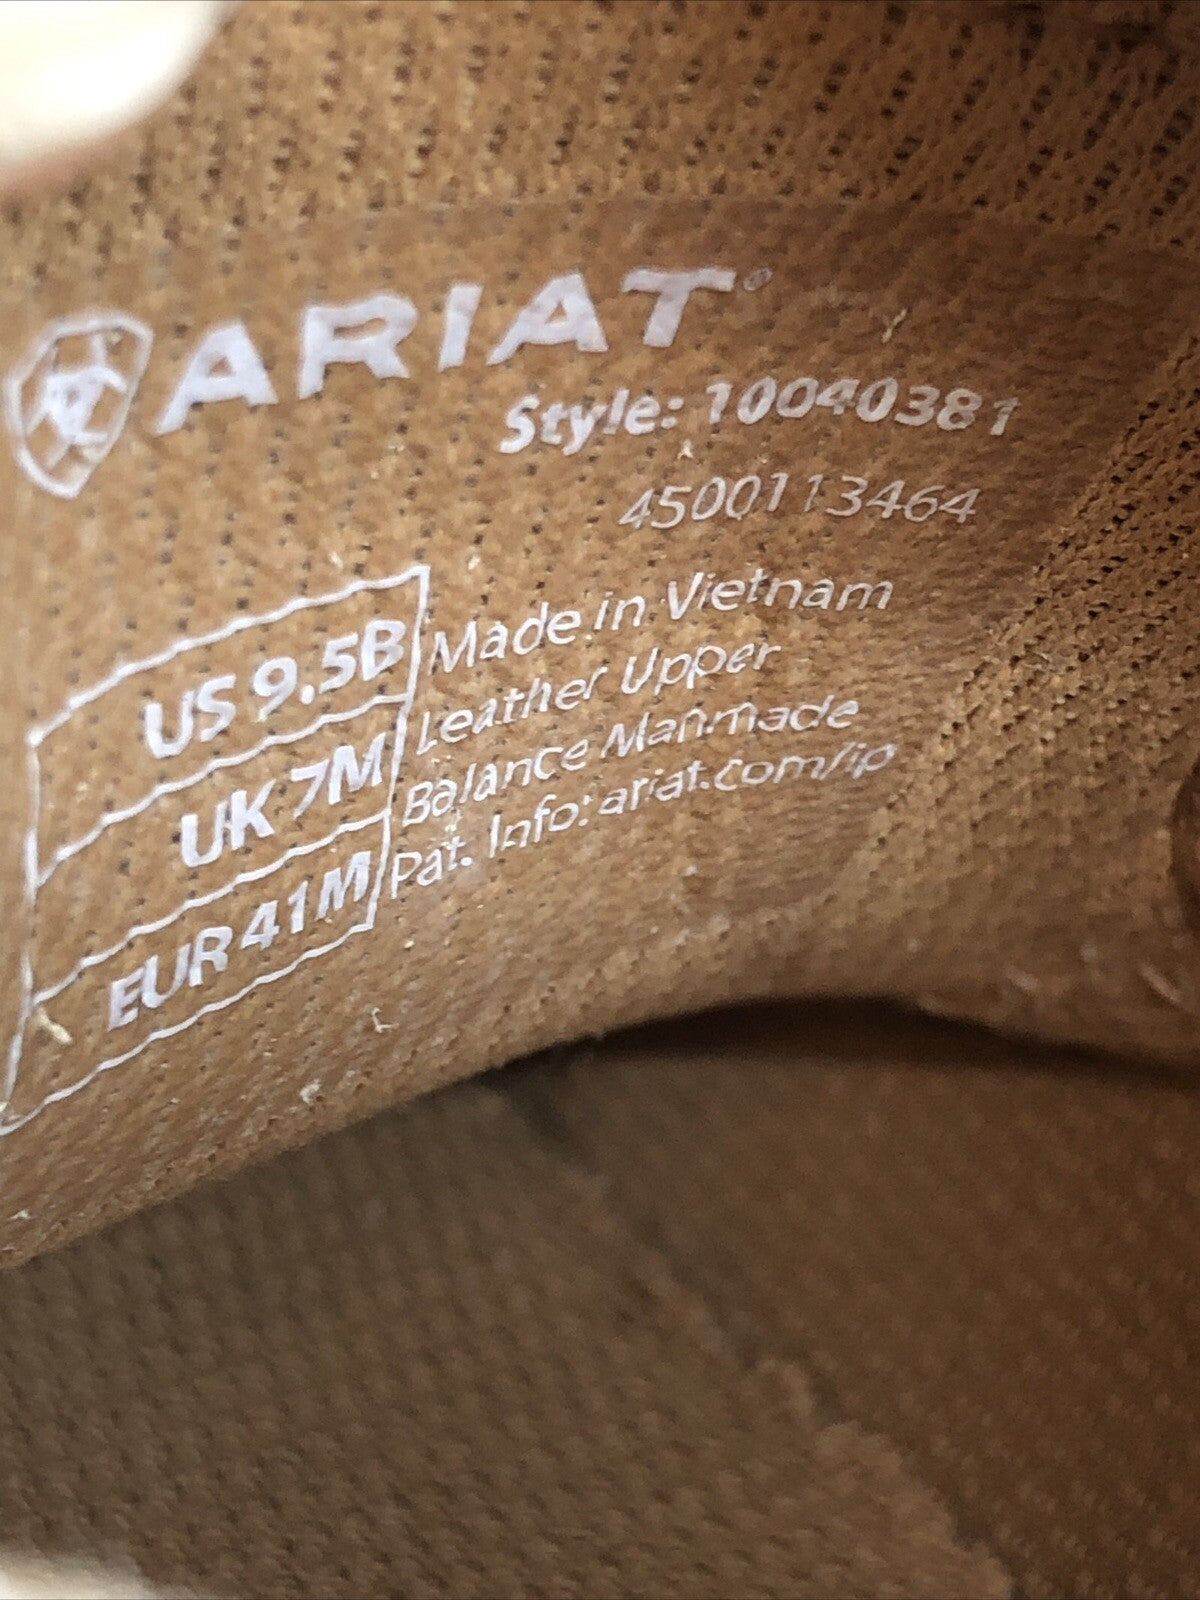 ARIAT®
Style: 10040381
4500113464
US 9.5B
UK 7M
EUR 41M
Made in Vietnam
Leather Upper
Balance Manmade
Pat. Info: ariat.com/ip